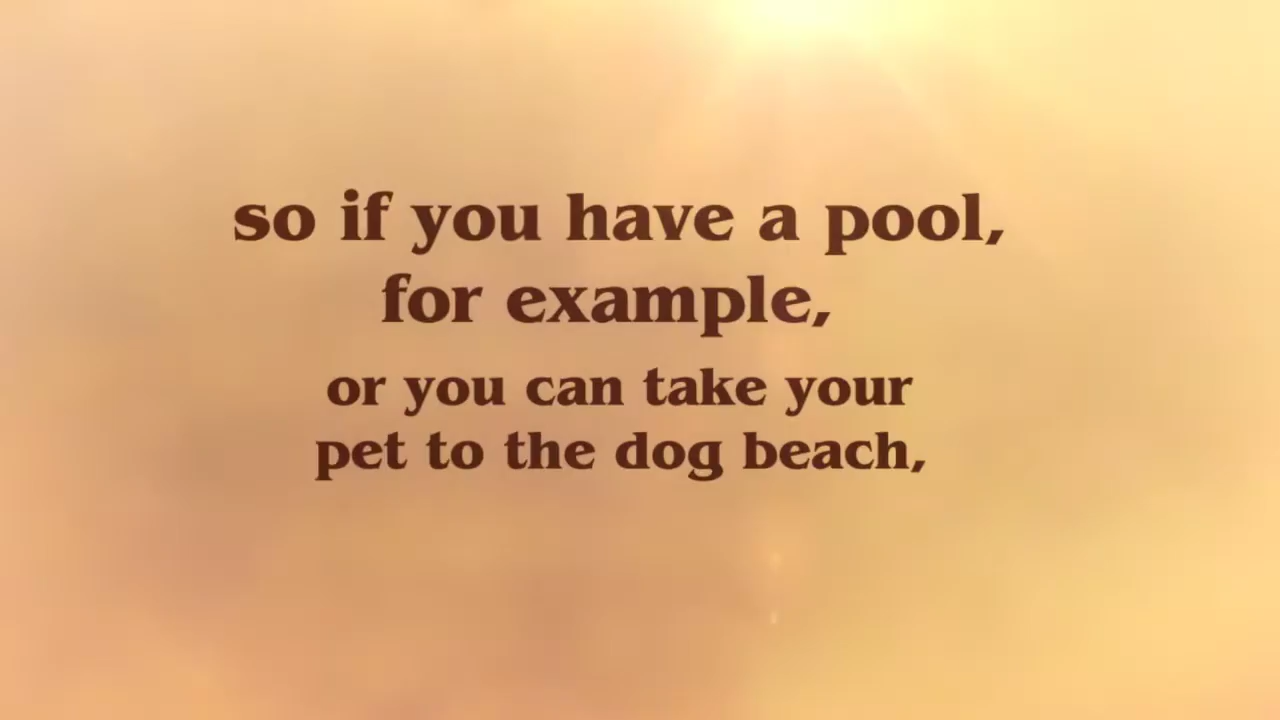 so if you have a pool,
for example,
or you can take your
pet to the dog beach,